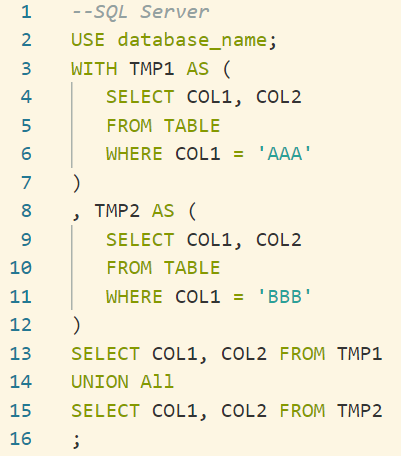 1 --SQL Server
2 USE database_name;
3 WITH TMP1 AS (
4 SELECT COL1, COL2
5 FROM TABLE
6 WHERE COL1 = 'AAA'
7 )
8 , TMP2 AS (
9 SELECT COL1, COL2
10 FROM TABLE
11 WHERE COL1 = 'BBB'
12 )
13 SELECT COL1, COL2 FROM TMP1
14 UNION All
15 SELECT COL1, COL2 FROM TMP2
16 ;